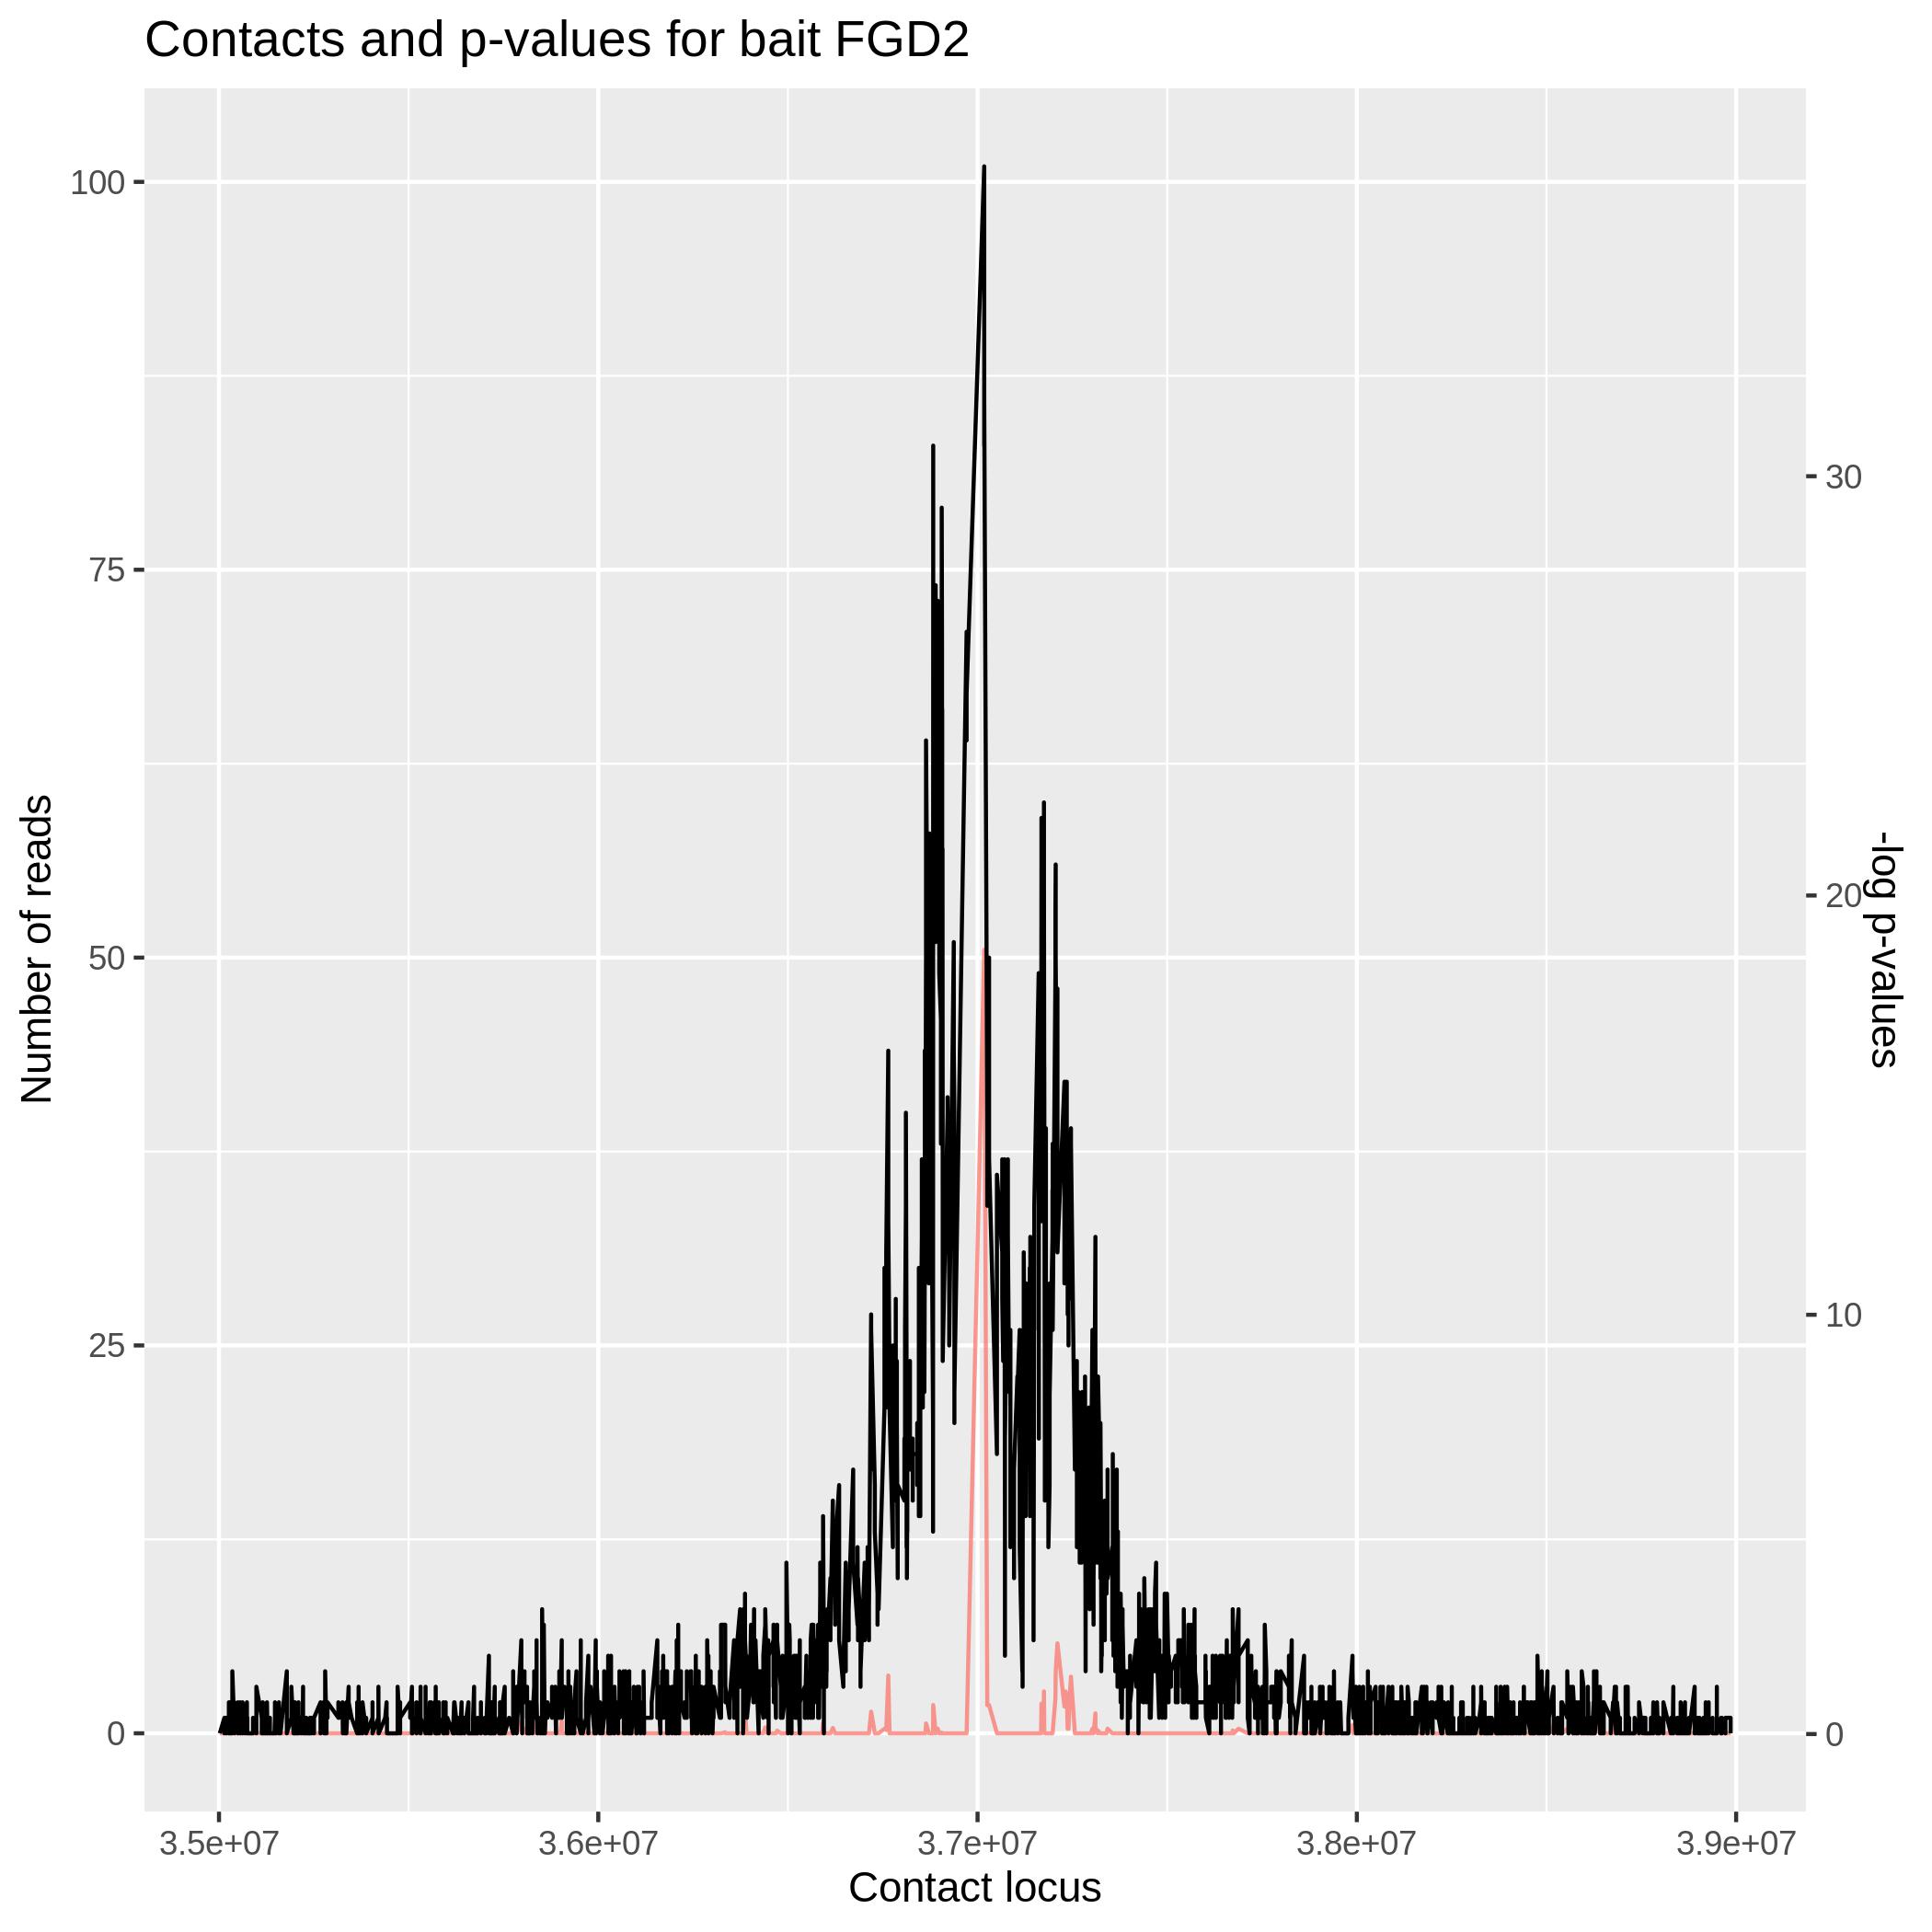 Contacts and p-values for bait FGD2
100
75
50
25
0
Number of reads
30
20
10
0
-log p-values
3.5e+07
3.6e+07
3.7e+07
3.8e+07
3.9e+07
Contact locus